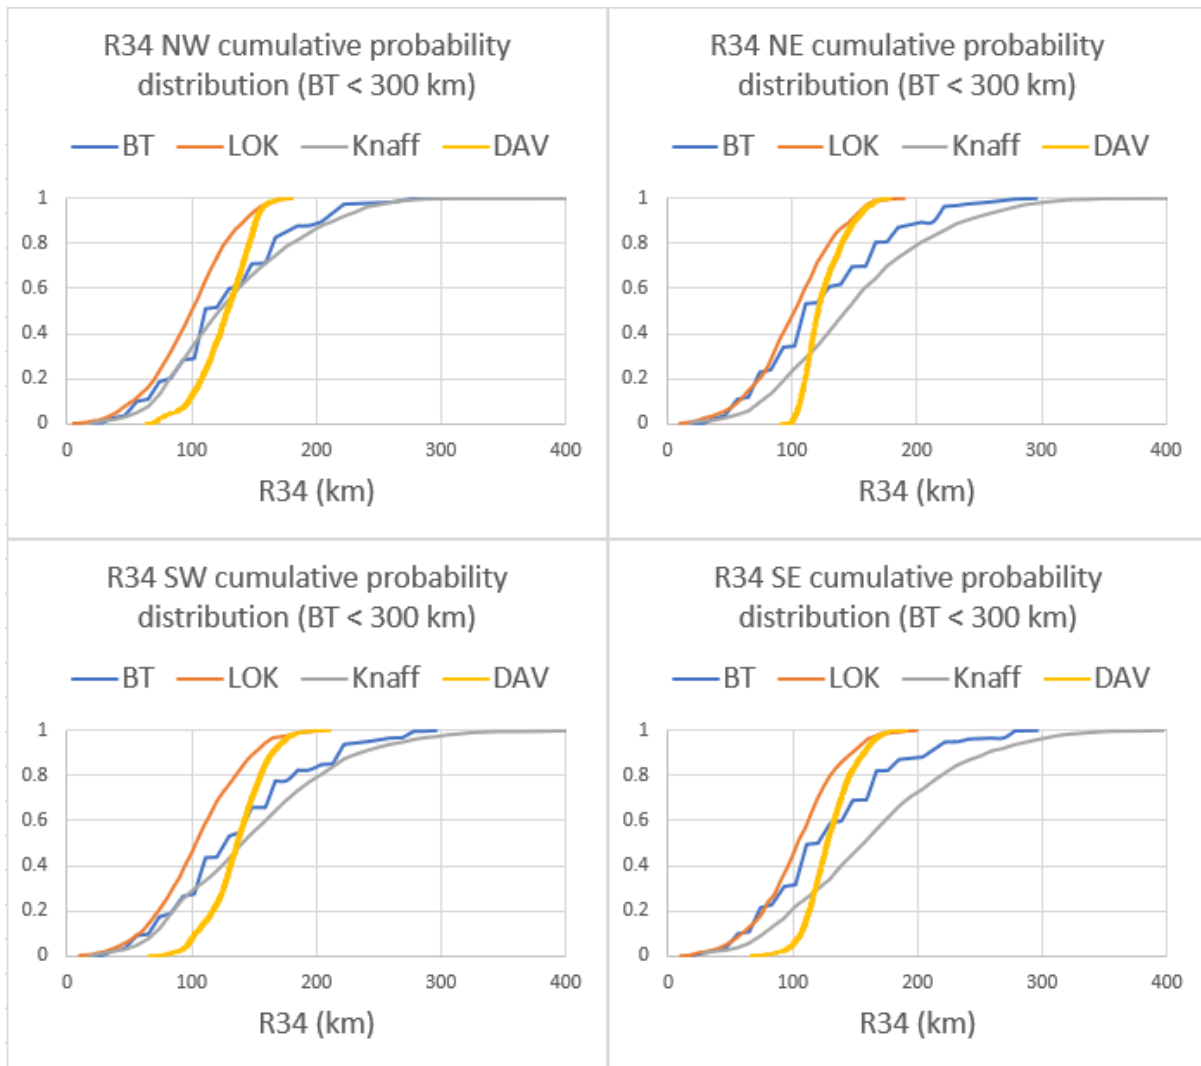 R34 NW cumulative probability
distribution (BT < 300 km)
BT LOK Knaff DAV
1
0.8
0.6
0.4
0.2
0
0 100 200 300 400
R34 (km)
R34 NE cumulative probability
distribution (BT < 300 km)
BT LOK Knaff DAV
1
0.8
0.6
0.4
0.2
0
0 100 200 300 400
R34 (km)
R34 SW cumulative probability
distribution (BT < 300 km)
BT LOK Knaff DAV
1
0.8
0.6
0.4
0.2
0
0 100 200 300 400
R34 (km)
R34 SE cumulative probability
distribution (BT < 300 km)
BT LOK Knaff DAV
1
0.8
0.6
0.4
0.2
0
0 100 200 300 400
R34 (km)